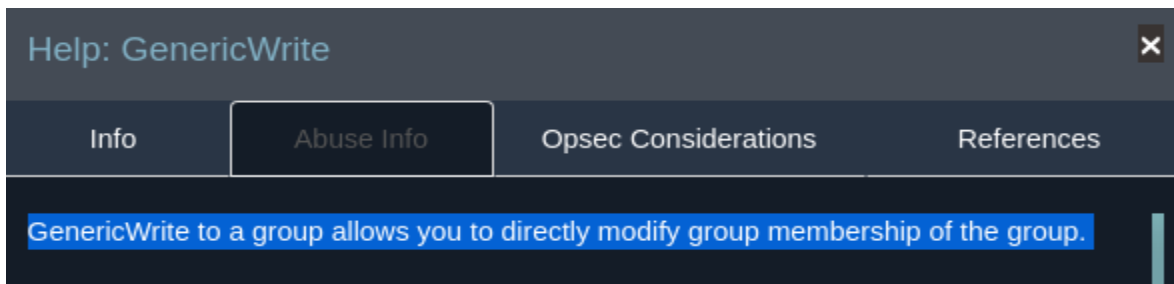 Help: GenericWrite
×
Info Abuse Info Opsec Considerations References
GenericWrite to a group allows you to directly modify group membership of the group.